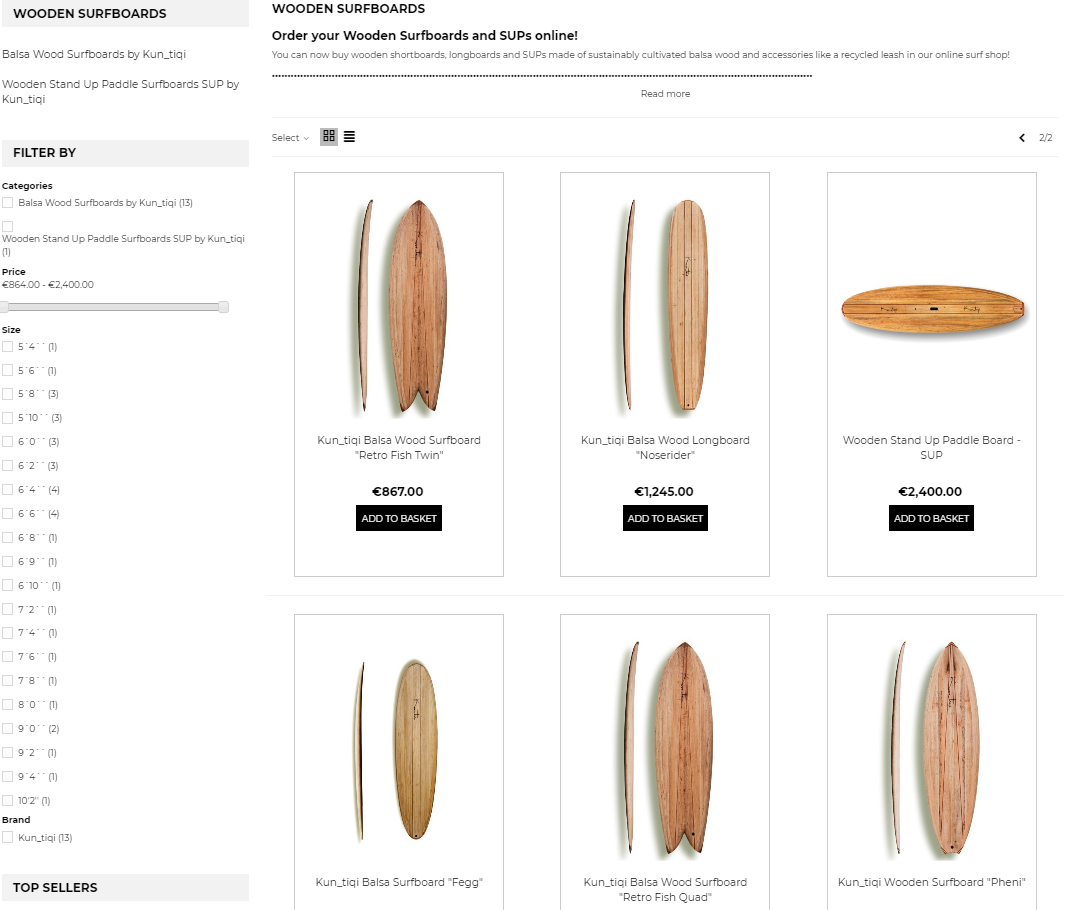 WOODEN SURFBOARDS
Balsa Wood Surfboards by Kun_tiqi
Wooden Stand Up Paddle Surfboards SUP by
Kun_tiqi
FILTER BY
Categories
Balsa Wood Surfboards by Kun_tiqi (13)
Wooden Stand Up Paddle Surfboards SUP by Kun_tiqi
(1)
Price
€864.00 - €2,400.00
Size
5´4´´ (1)
5´6´´ (1)
5´8´´ (3)
5´10´´ (3)
6´0´´ (3)
6´2´´ (3)
6´4´´ (4)
6´6´´ (4)
6´8´´ (1)
6´9´´ (1)
6´10´´ (1)
7´2´´ (1)
7´4´´ (1)
7´6´´ (1)
7´8´´ (1)
8´0´´ (1)
9´0´´ (2)
9´2´´ (1)
9´4´´ (1)
10'2'' (1)
Brand
Kun_tiqi (13)
TOP SELLERS
WOODEN SURFBOARDS
Order your Wooden Surfboards and SUPs online!
You can now buy wooden shortboards, longboards and SUPs made of sustainably cultivated balsa wood and accessories like a recycled leash in our online surf shop!
Read more
Select
2/2
Kun_tiqi Balsa Wood Surfboard
"Retro Fish Twin"
€867.00
ADD TO BASKET
Kun_tiqi Balsa Wood Longboard
"Noserider"
€1,245.00
ADD TO BASKET
Wooden Stand Up Paddle Board -
SUP
€2,400.00
ADD TO BASKET
Kun_tiqi Balsa Surfboard "Fegg"
Kun_tiqi Balsa Wood Surfboard
"Retro Fish Quad"
Kun_tiqi Wooden Surfboard "Pheni"